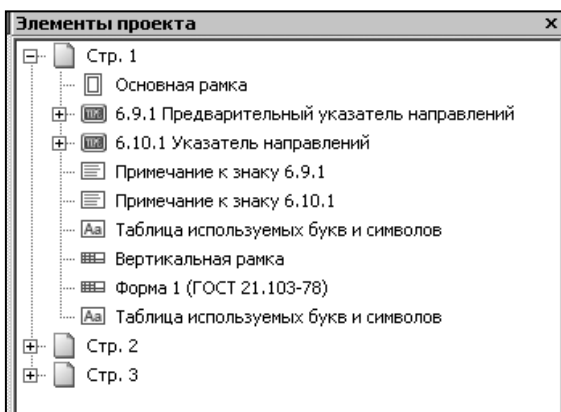 Элементы проекта
Стр. 1
Основная рамка
6.9.1 Предварительный указатель направлений
6.10.1 Указатель направлений
Примечание к знаку 6.9.1
Примечание к знаку 6.10.1
Aa Таблица используемых букв и символов
Вертикальная рамка
Форма 1 (ГОСТ 21.103-78)
Aa Таблица используемых букв и символов
Стр. 2
Стр. 3